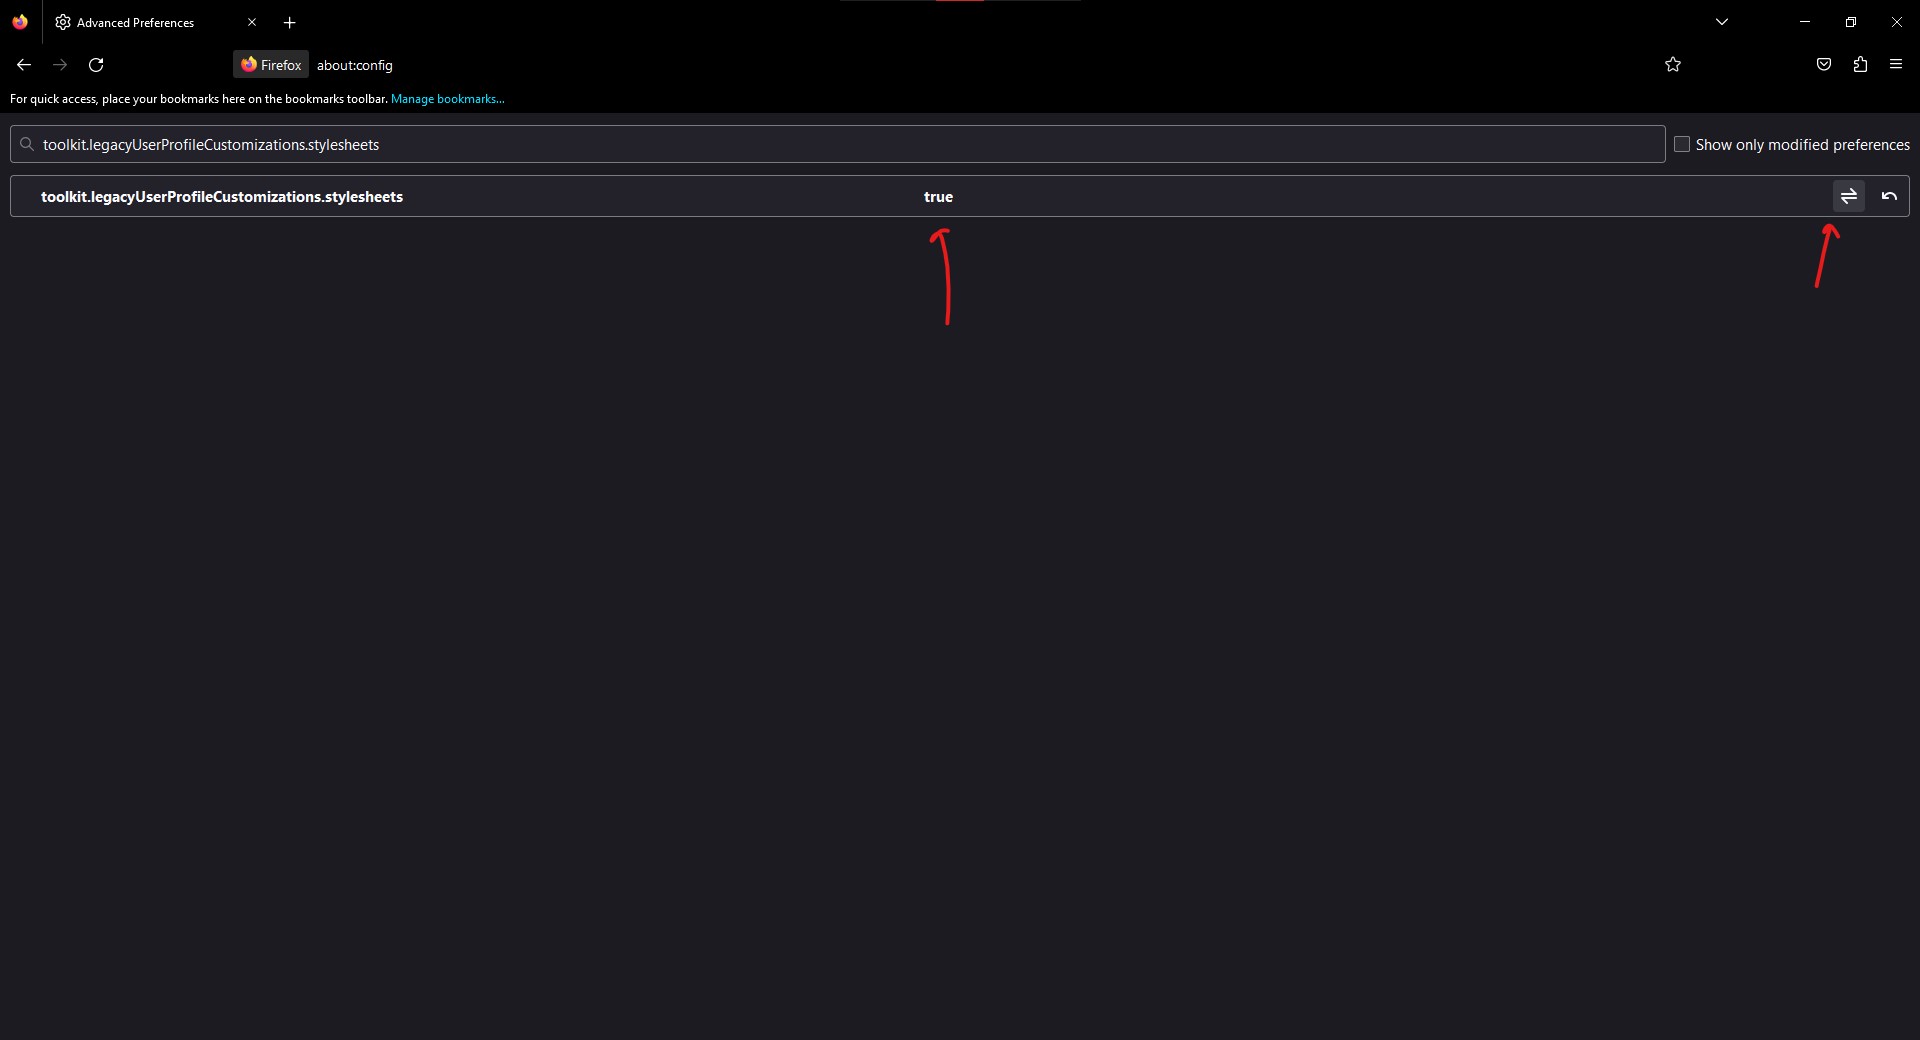 Advanced Preferences
Firefox about:config
For quick access, place your bookmarks here on the bookmarks toolbar. Manage bookmarks...
toolkit.legacyUserProfileCustomizations.stylesheets Show only modified preferences
toolkit.legacyUserProfileCustomizations.stylesheets true